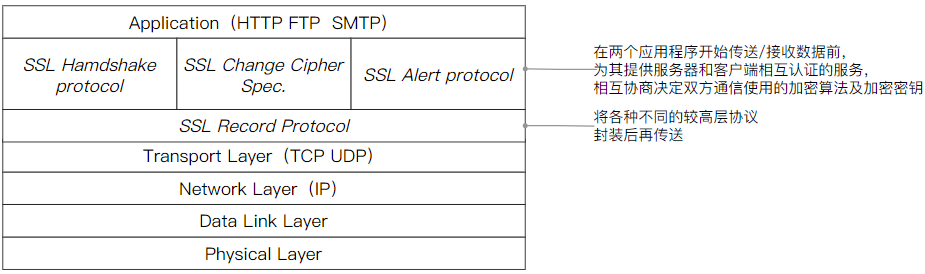 Application（HTTP FTP SMTP）
SSL Hamdshake
protocol
SSL Change Cipher
Spec.
SSL Alert protocol
在两个应用程序开始传送/接收数据前，
为其提供服务器和客户端相互认证的服务，
相互协商决定双方通信使用的加密算法及加密密钥
SSL Record Protocol
将各种不同的较高层协议
封装后再传送
Transport Layer（TCP UDP）
Network Layer（IP）
Data Link Layer
Physical Layer